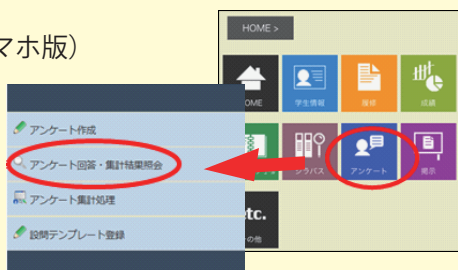 マホ版）
HOME >
OME
学生情報
履修
成績
シラバス
アンケート
掲示
etc.
の他
アンケート作成
アンケート回答・集計結果照会
アンケート集計処理
設問テンプレート登録